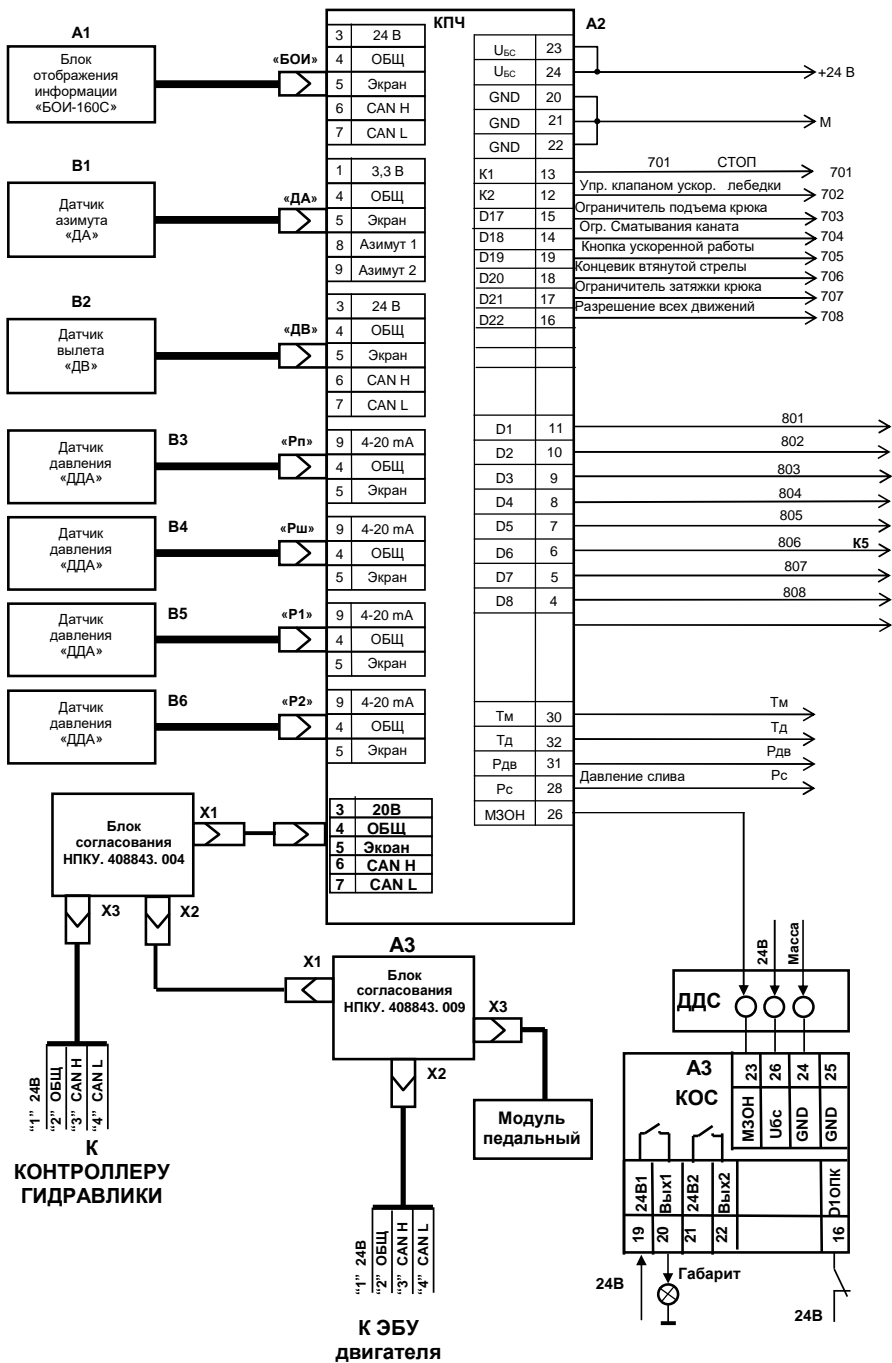 КПЧ
А2
А1
Блок
отображения
информации
«БОИ-160С»
«БОИ»
3 24 В
4 ОБЩ
5 Экран
6 CAN H
7 CAN L
В1
Датчик
азимута
«ДА»
«ДА»
1 3,3 В
4 ОБЩ
5 Экран
8 Азимут 1
9 Азимут 2
В2
Датчик
вылета
«ДВ»
«ДВ»
3 24 В
4 ОБЩ
5 Экран
6 CAN H
7 CAN L
В3
Датчик
давления
«ДДА»
«Рп»
9 4-20 mA
4 ОБЩ
5 Экран
В4
Датчик
давления
«ДДА»
«Рш»
9 4-20 mA
4 ОБЩ
5 Экран
В5
Датчик
давления
«ДДА»
«Р1»
9 4-20 mA
4 ОБЩ
5 Экран
В6
Датчик
давления
«ДДА»
«Р2»
9 4-20 mA
4 ОБЩ
5 Экран
3 20В
4 ОБЩ
5 Экран
6 CAN H
7 CAN L
UБС 23
UБС 24
+24 В
GND 20
GND 21
М
GND 22
К1 13 701 СТОП 701
К2 12 Упр. клапаном ускор. лебедки 702
D17 15 Ограничитель подъема крюка 703
D18 14 Огр. Сматывания каната 704
D19 19 Кнопка ускоренной работы 705
D20 18 Концевик втянутой стрелы 706
D21 17 Ограничитель затяжки крюка 707
D22 16 Разрешение всех движений 708
D1 11 801
D2 10 802
D3 9 803
D4 8 804
D5 7 805
D6 6 806 К5
D7 5 807
D8 4 808
Тм 30 Тм
Тд 32 Тд
Рдв 31 Рдв
Рс 28 Давление слива Рс
МЗОН 26
Блок
согласования
НПКУ. 408843. 004
X1
X3
X2
"1" 24В
"2" ОБЩ
"3" CAN H
"4" CAN L
К
КОНТРОЛЛЕРУ
ГИДРАВЛИКИ
А3
X1
Блок
согласования
НПКУ. 408843. 009
X3
X2
Модуль
педальный
"1" 24В
"2" ОБЩ
"3" CAN H
"4" CAN L
К ЭБУ
двигателя
24В
Масса
ДДС
А3
КОС
23 26 24 25
МЗОН Uбс GND GND
24В1 Вых1 24В2 Вых2 D1ОПК
19 20 21 22 16
24В
Габарит
24В